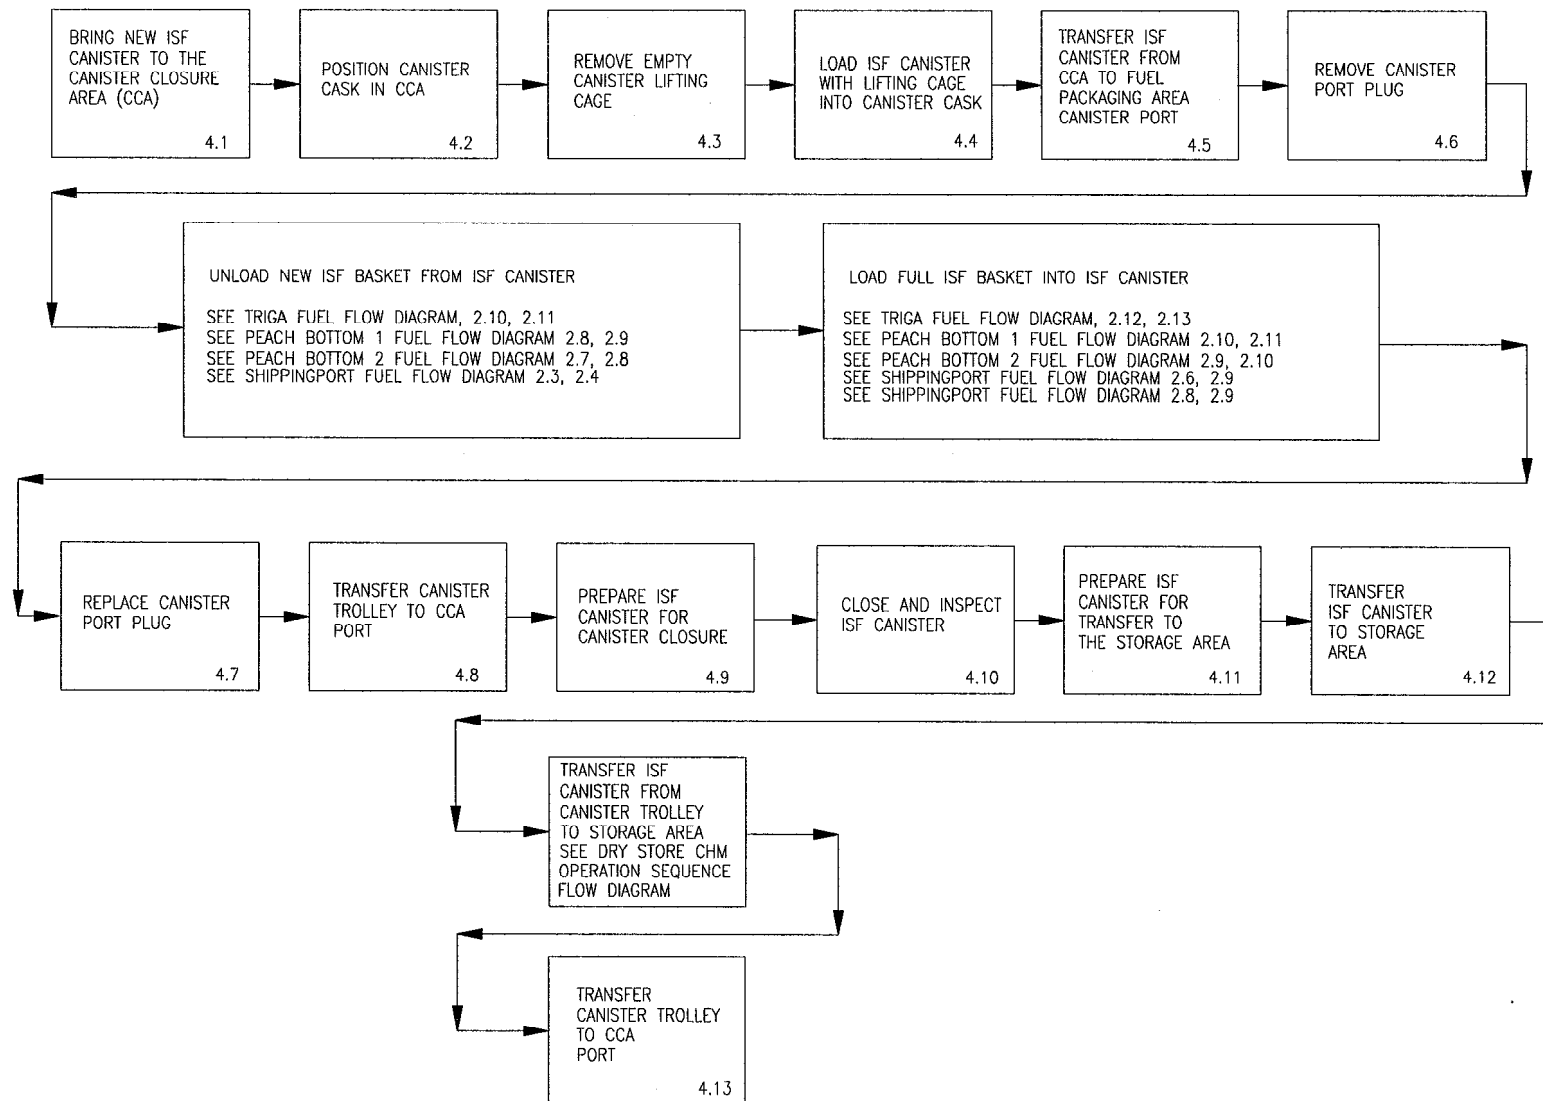 BRING NEW ISF
CANISTER TO THE
CANISTER CLOSURE
AREA (CCA)
4.1
POSITION CANISTER
CASK IN CCA
4.2
REMOVE EMPTY
CANISTER LIFTING
CAGE
4.3
LOAD ISF CANISTER
WITH LIFTING CAGE
INTO CANISTER CASK
4.4
TRANSFER ISF
CANISTER FROM
CCA TO FUEL
PACKAGING AREA
CANISTER PORT
4.5
REMOVE CANISTER
PORT PLUG
4.6
UNLOAD NEW ISF BASKET FROM ISF CANISTER
SEE TRIGA FUEL FLOW DIAGRAM, 2.10, 2.11
SEE PEACH BOTTOM 1 FUEL FLOW DIAGRAM 2.8, 2.9
SEE PEACH BOTTOM 2 FUEL FLOW DIAGRAM 2.7, 2.8
SEE SHIPPINGPORT FUEL FLOW DIAGRAM 2.3, 2.4
LOAD FULL ISF BASKET INTO ISF CANISTER
SEE TRIGA FUEL FLOW DIAGRAM, 2.12, 2.13
SEE PEACH BOTTOM 1 FUEL FLOW DIAGRAM 2.10, 2.11
SEE PEACH BOTTOM 2 FUEL FLOW DIAGRAM 2.9, 2.10
SEE SHIPPINGPORT FUEL FLOW DIAGRAM 2.6, 2.9
SEE SHIPPINGPORT FUEL FLOW DIAGRAM 2.8, 2.9
REPLACE CANISTER
PORT PLUG
4.7
TRANSFER CANISTER
TROLLEY TO CCA
PORT
4.8
PREPARE ISF
CANISTER FOR
CANISTER CLOSURE
4.9
CLOSE AND INSPECT
ISF CANISTER
4.10
PREPARE ISF
CANISTER FOR
TRANSFER TO
THE STORAGE AREA
4.11
TRANSFER
ISF CANISTER
TO STORAGE
AREA
4.12
TRANSFER ISF
CANISTER FROM
CANISTER TROLLEY
TO STORAGE AREA
SEE DRY STORE CHM
OPERATION SEQUENCE
FLOW DIAGRAM
TRANSFER
CANISTER TROLLEY
TO CCA
PORT
4.13